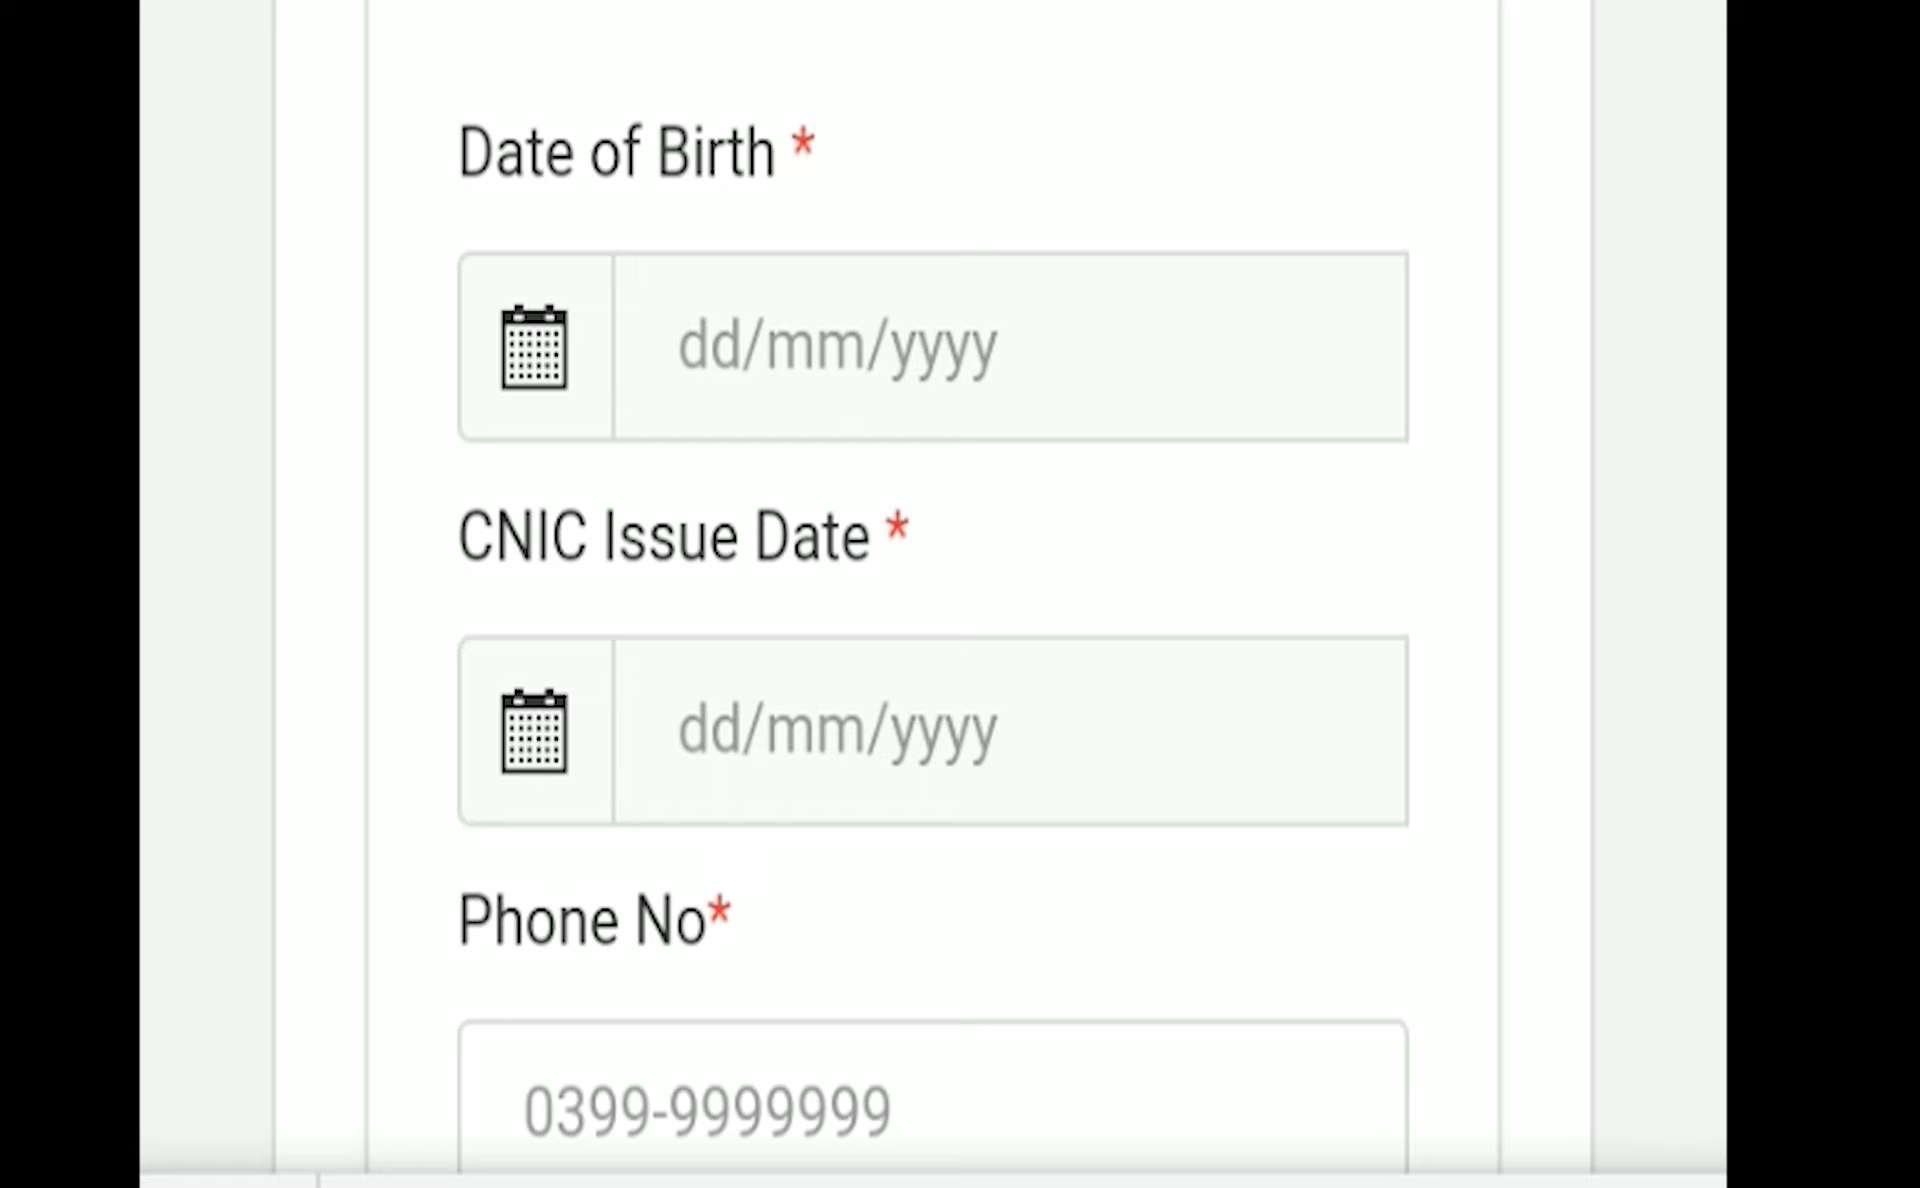 Date of Birth *
dd/mm/yyyy
CNIC Issue Date *
dd/mm/yyyy
Phone No*
0399-9999999